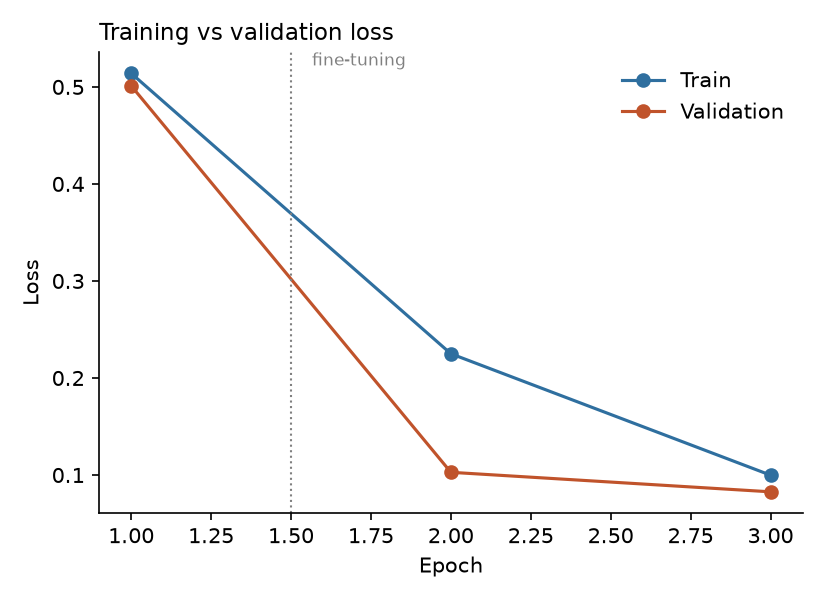 Training vs validation loss
fine-tuning
Train
Validation
Loss
0.5
0.4
0.3
0.2
0.1
1.00 1.25 1.50 1.75 2.00 2.25 2.50 2.75 3.00
Epoch